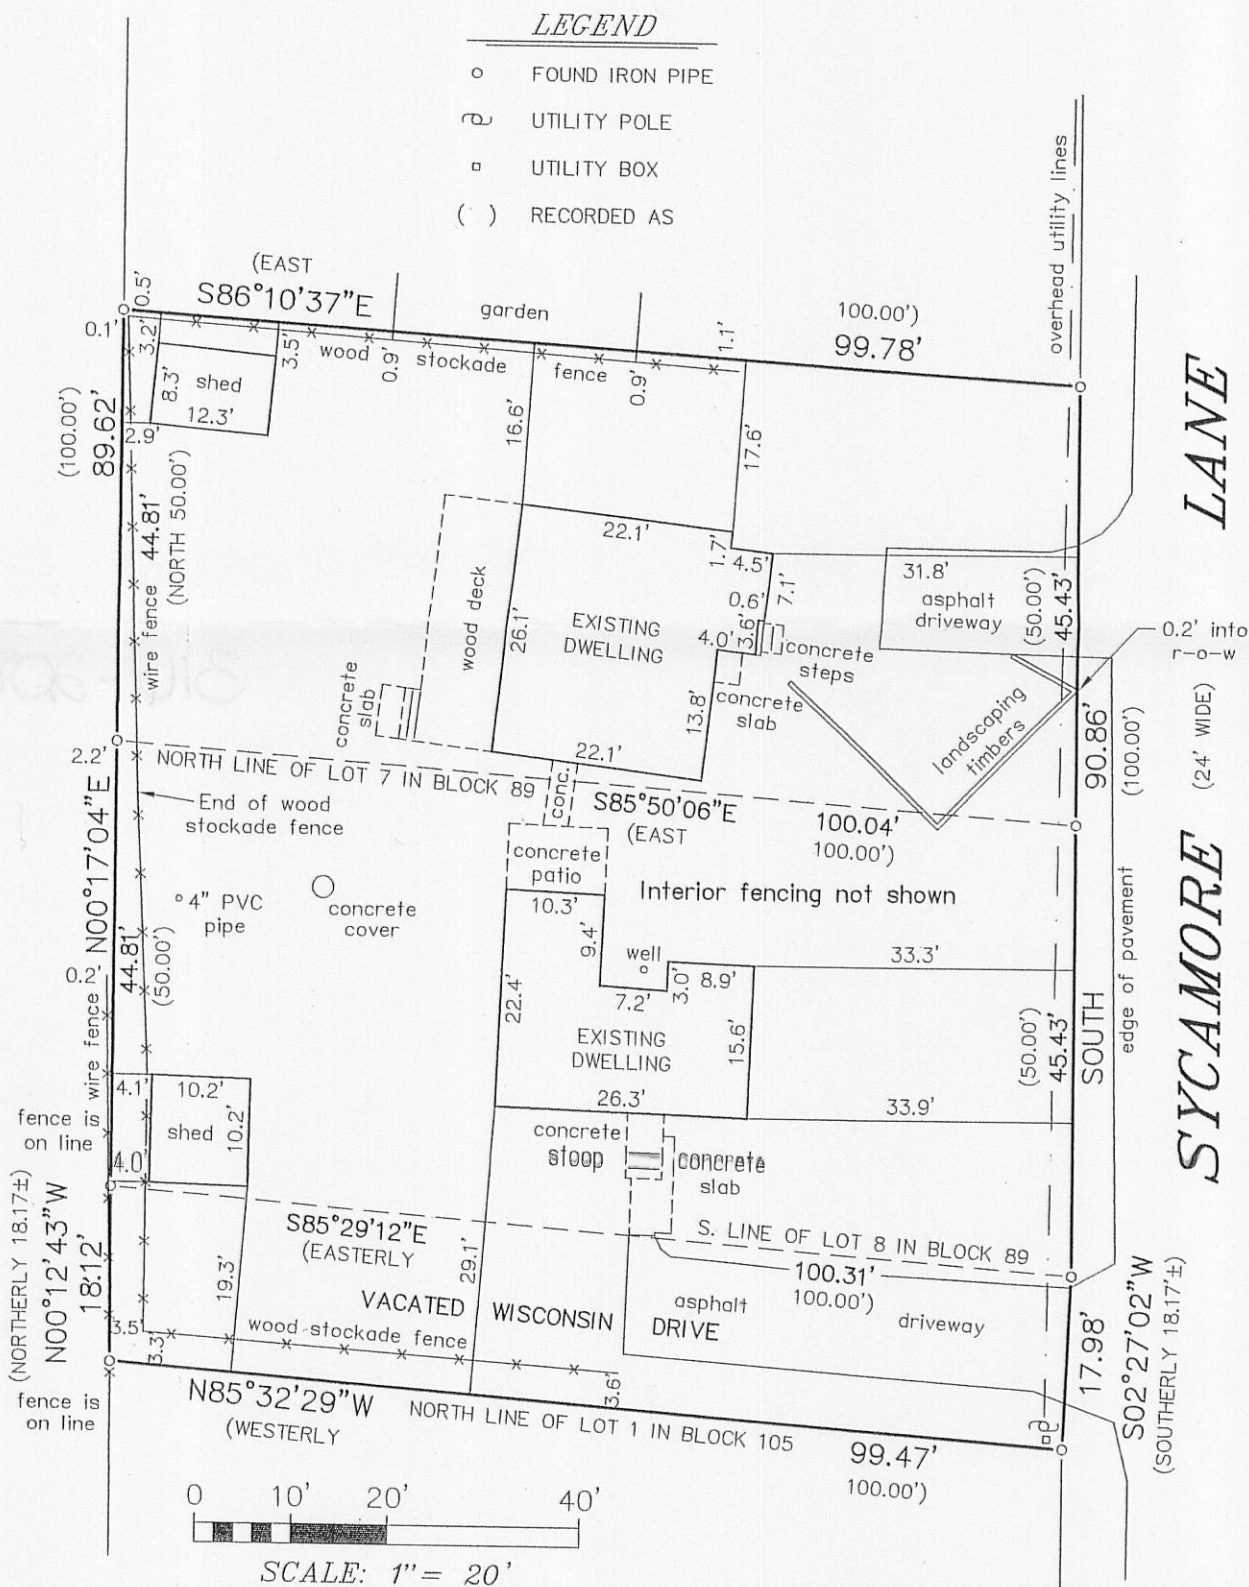 LEGEND
FOUND IRON PIPE
UTILITY POLE
UTILITY BOX
( ) RECORDED AS
overhead utility lines
(EAST
S86°10'37"E
0.5'
garden
100.00')
99.78'
0.1'
3.2'
3.5'
wood
0.9'
stockade
fence
0.9'
1.1'
8.3'
shed
12.3'
(100.00')
89.62'
2.9'
16.6'
17.6'
LANE
wire fence
44.81'
(NORTH 50.00')
22.1'
1.7'
4.5'
7.1'
31.8'
asphalt
driveway
(50.00')
45.43'
wood deck
26.1'
EXISTING
DWELLING
0.6'
4.0'
3.6'
concrete
steps
0.2' into
r-o-w
concrete
slab
13.8'
concrete
slab
landscaping
timbers
90.86'
(100.00')
(24' WIDE)
22.1'
2.2'
NORTH LINE OF LOT 7 IN BLOCK 89
conc.
S85°50'06"E
(EAST
100.04'
100.00')
End of wood
stockade fence
N00°17'04"E
concrete
patio
Interior fencing not shown
4" PVC
pipe
concrete
cover
10.3'
9.4'
well
33.3'
44.81'
(50.00')
0.2'
wire fence
22.4'
7.2'
3.0'
8.9'
EXISTING
DWELLING
15.6'
(50.00')
45.43'
SOUTH
edge of pavement
SYCAMORE
4.1'
10.2'
26.3'
33.9'
fence is
on line
shed
10.2'
4.0'
concrete
stoop
concrete
slab
(NORTHERLY 18.17±)
N00°12'43"W
18.12'
S85°29'12"E
(EASTERLY
S. LINE OF LOT 8 IN BLOCK 89
100.31'
100.00')
19.3'
29.1'
VACATED WISCONSIN DRIVE
asphalt
driveway
3.5'
wood stockade fence
3.3'
3.6'
17.98'
S02°27'02"W
(SOUTHERLY 18.17'±)
fence is
on line
N85°32'29"W
(WESTERLY
NORTH LINE OF LOT 1 IN BLOCK 105
99.47'
100.00')
0 10' 20' 40'
SCALE: 1" = 20'